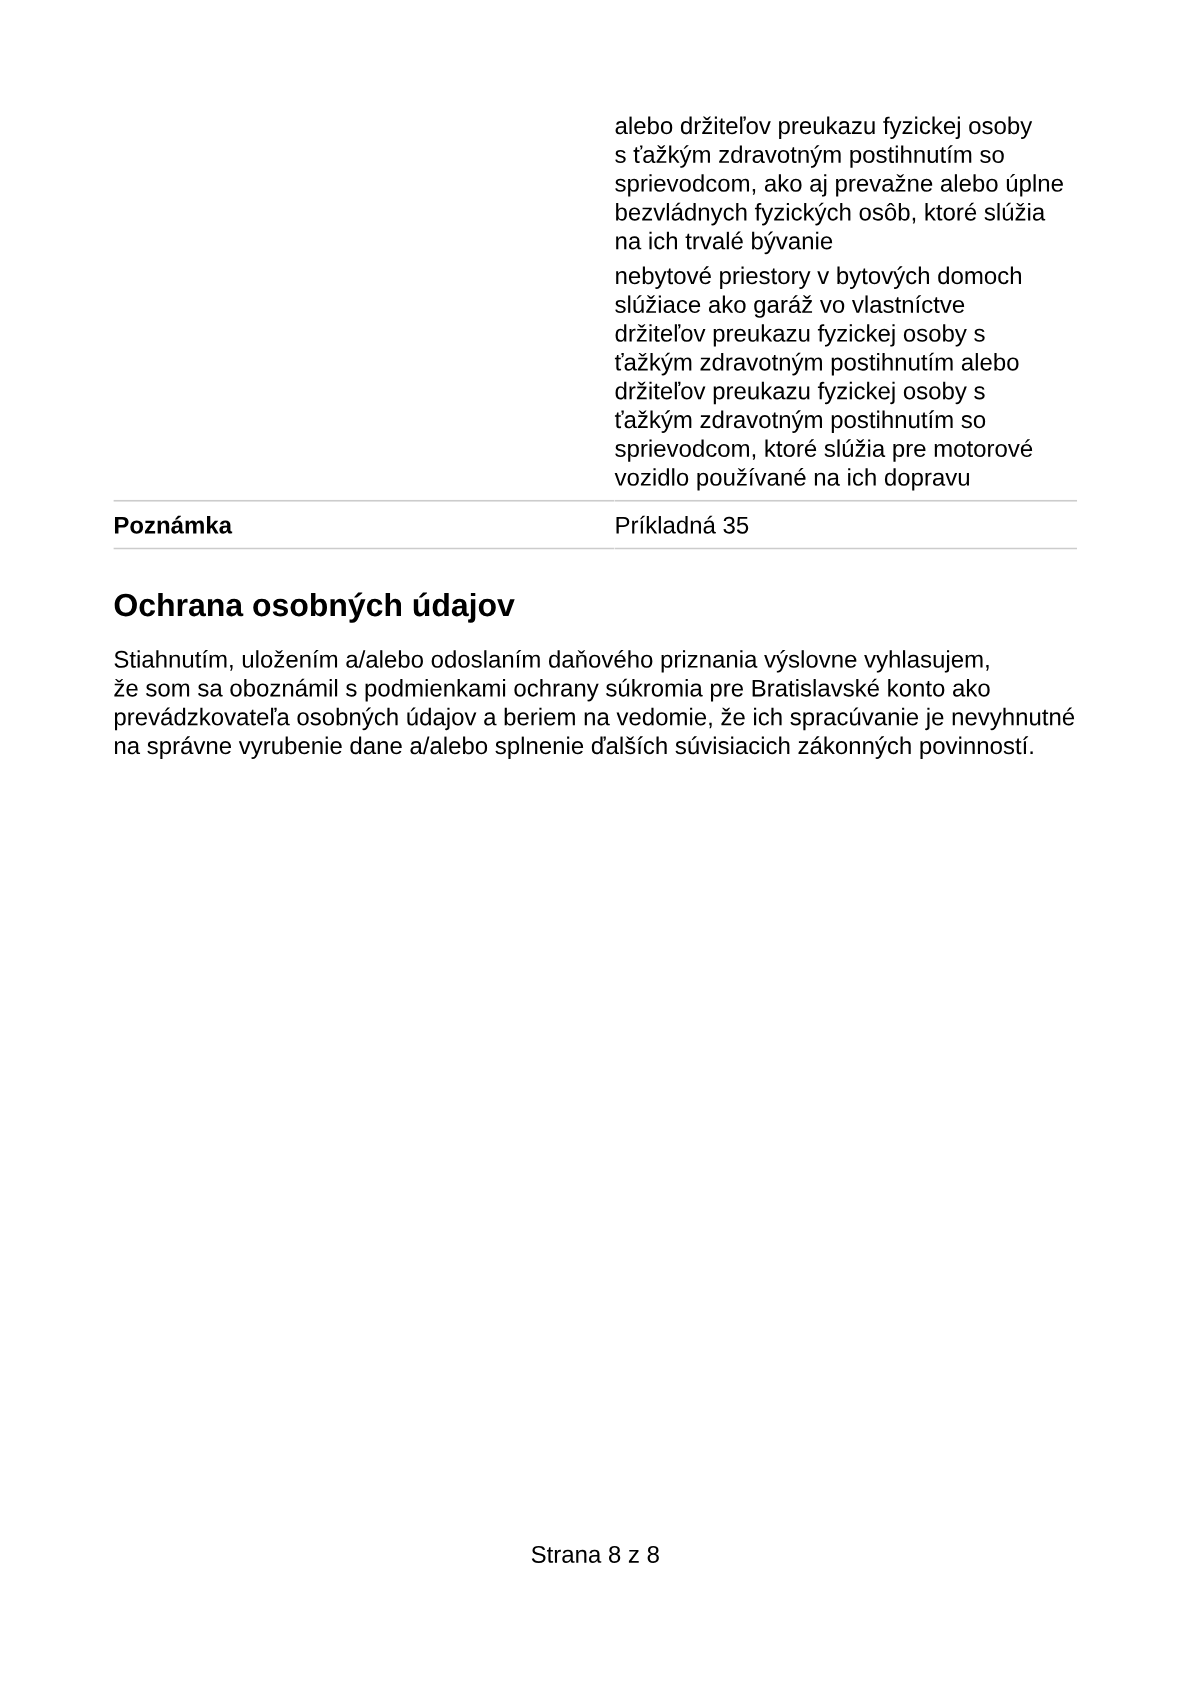 alebo držiteľov preukazu fyzickej osoby
s ťažkým zdravotným postihnutím so
sprievodcom, ako aj prevažne alebo úplne
bezvládnych fyzických osôb, ktoré slúžia
na ich trvalé bývanie
nebytové priestory v bytových domoch
slúžiace ako garáž vo vlastníctve
držiteľov preukazu fyzickej osoby s
ťažkým zdravotným postihnutím alebo
držiteľov preukazu fyzickej osoby s
ťažkým zdravotným postihnutím so
sprievodcom, ktoré slúžia pre motorové
vozidlo používané na ich dopravu
Poznámka Príkladná 35
Ochrana osobných údajov
Stiahnutím, uložením a/alebo odoslaním daňového priznania výslovne vyhlasujem,
že som sa oboznámil s podmienkami ochrany súkromia pre Bratislavské konto ako
prevádzkovateľa osobných údajov a beriem na vedomie, že ich spracúvanie je nevyhnutné
na správne vyrubenie dane a/alebo splnenie ďalších súvisiacich zákonných povinností.
Strana 8 z 8